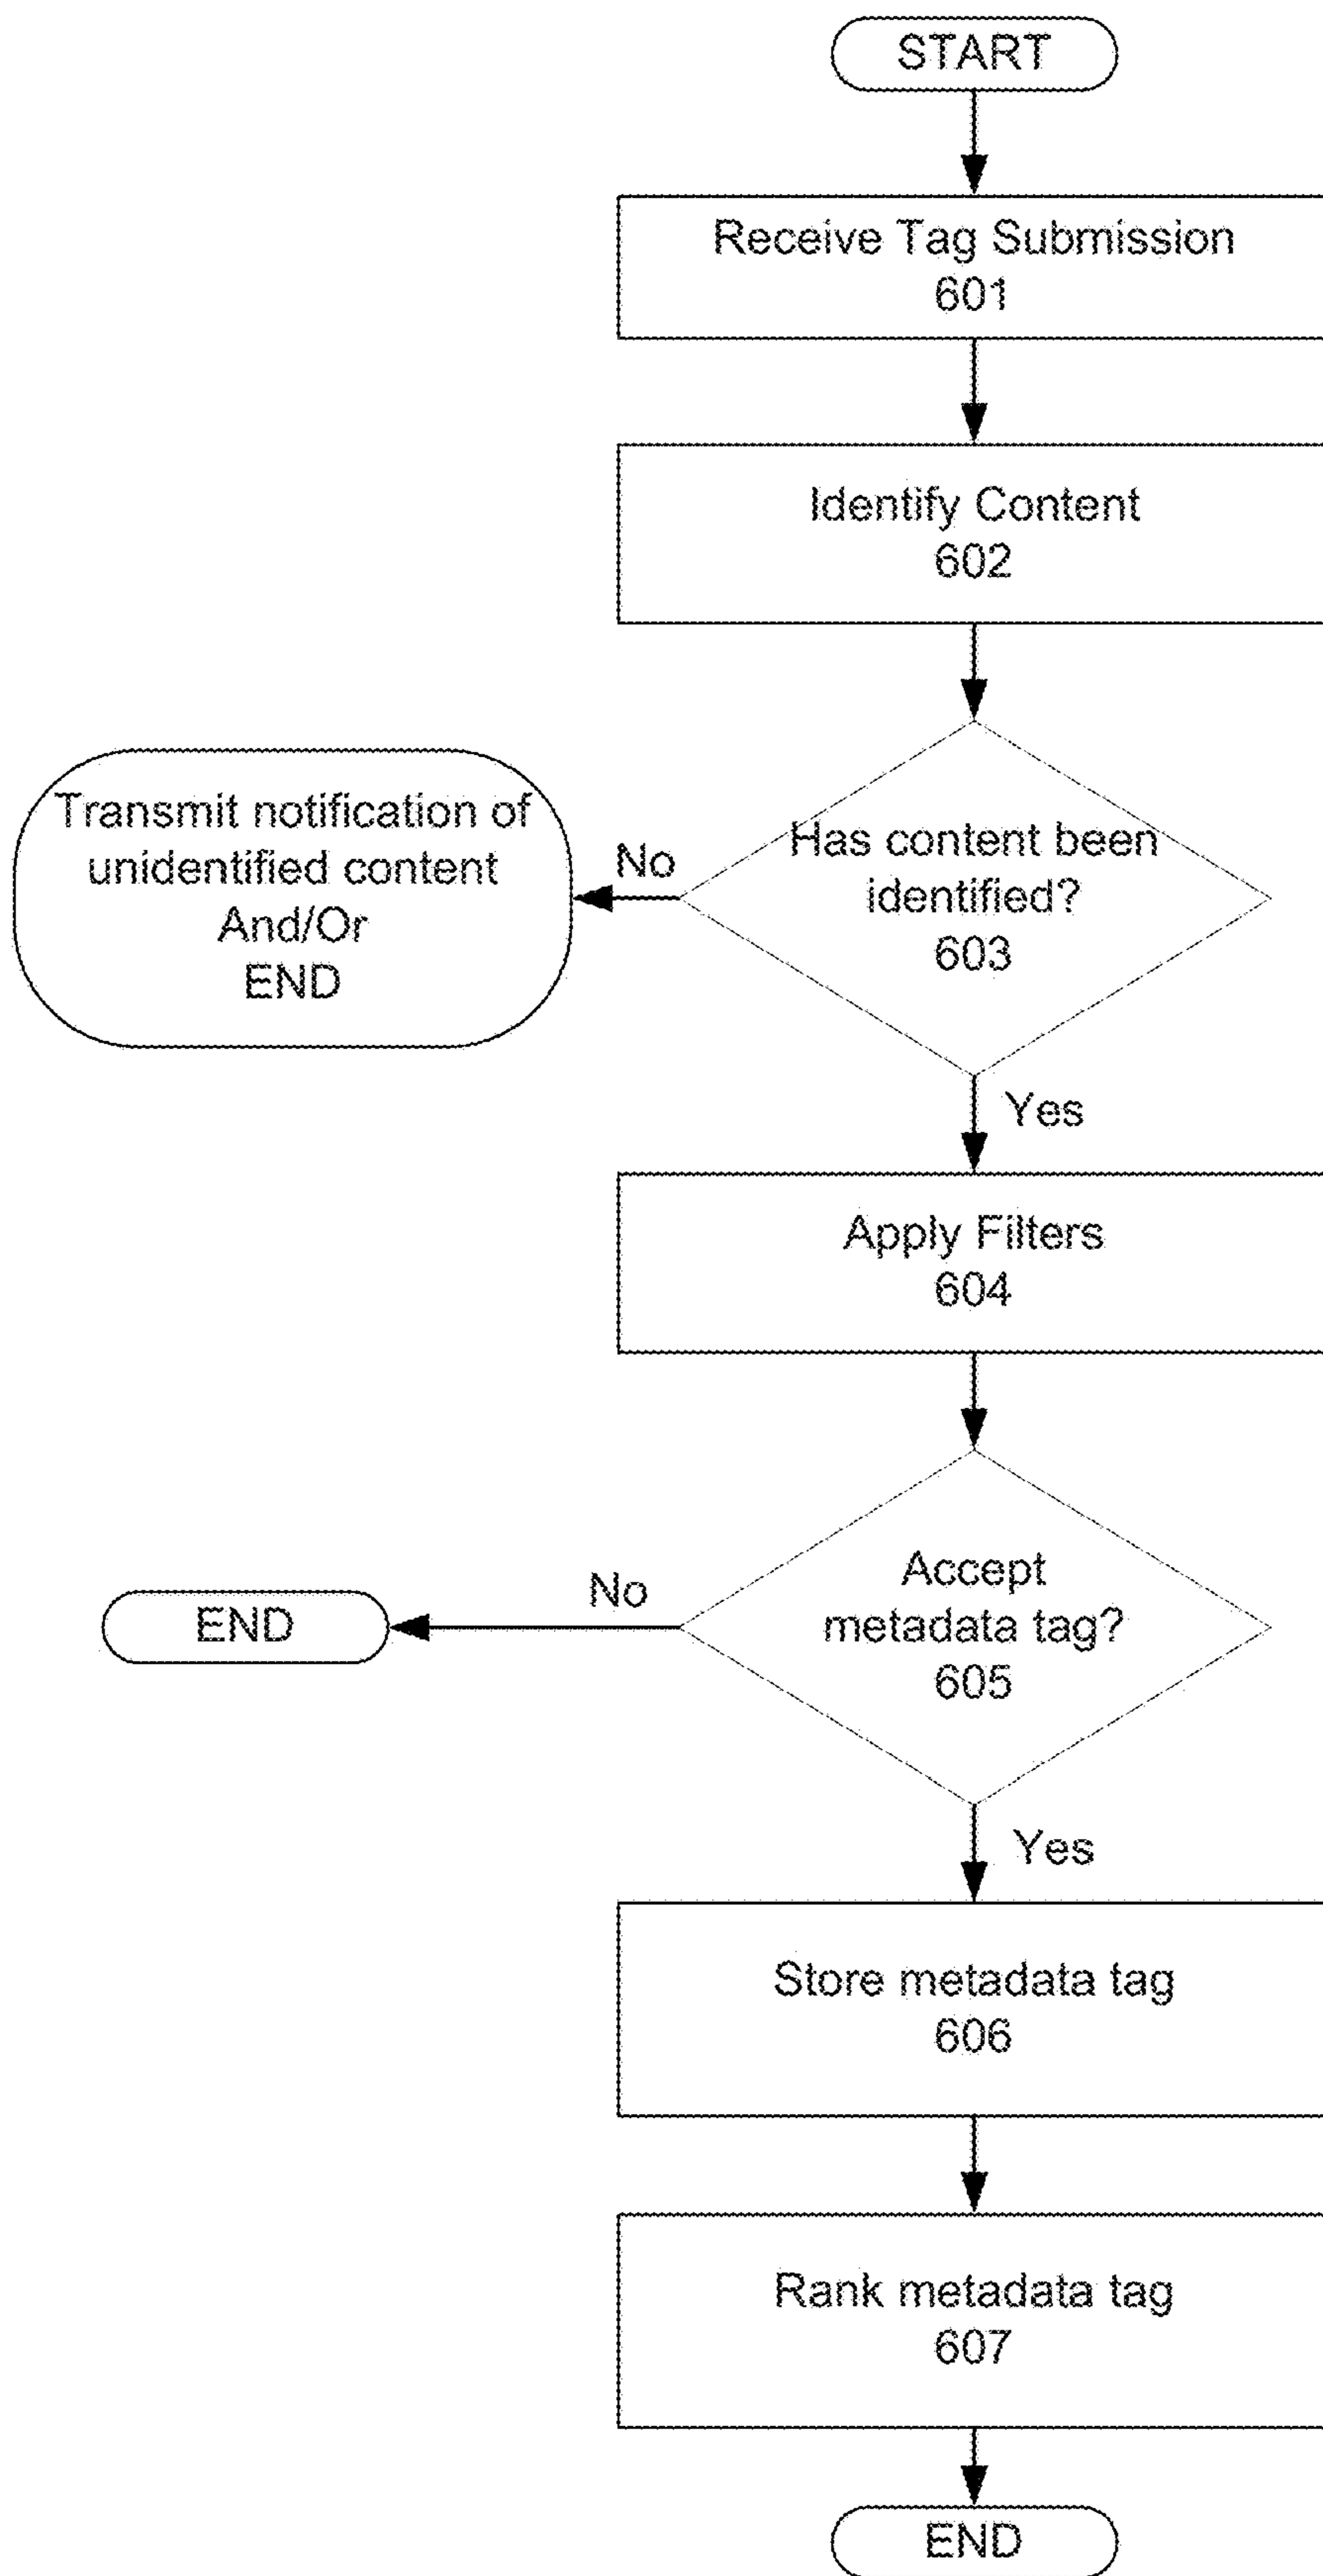 START
Receive Tag Submission
601
Identify Content
602
Has content been
identified?
603
No
Transmit notification of
unidentified content
And/Or
END
Yes
Apply Filters
604
Accept
metadata tag?
605
No
END
Yes
Store metadata tag
606
Rank metadata tag
607
END